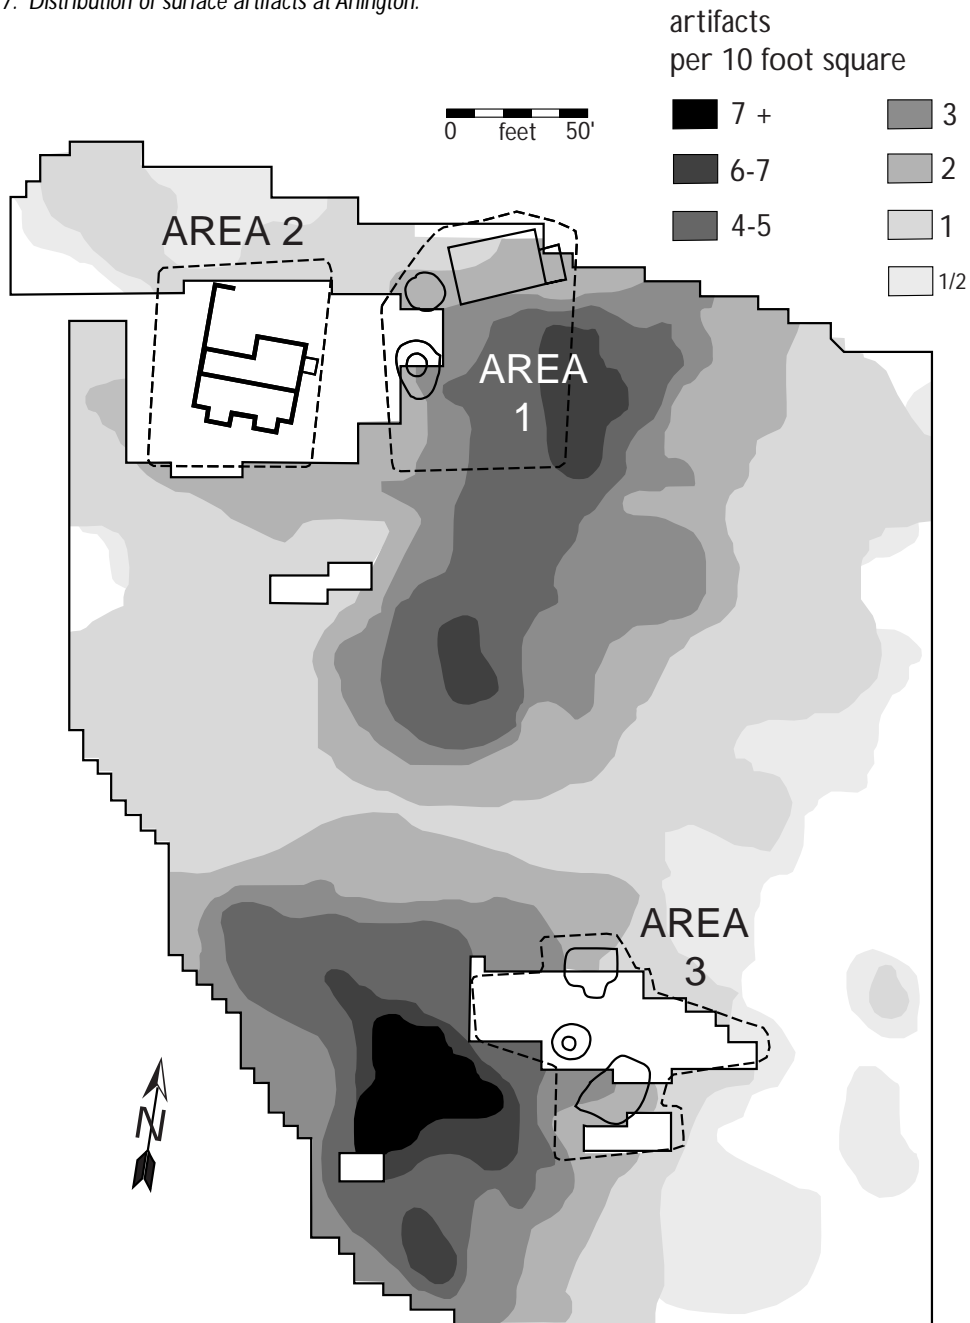 7. Distribution of surface artifacts at Arlington.
artifacts
per 10 foot square
7 +
6-7
4-5
3
2
1
1/2
0 feet 50'
AREA 2
AREA
1
AREA
3
N